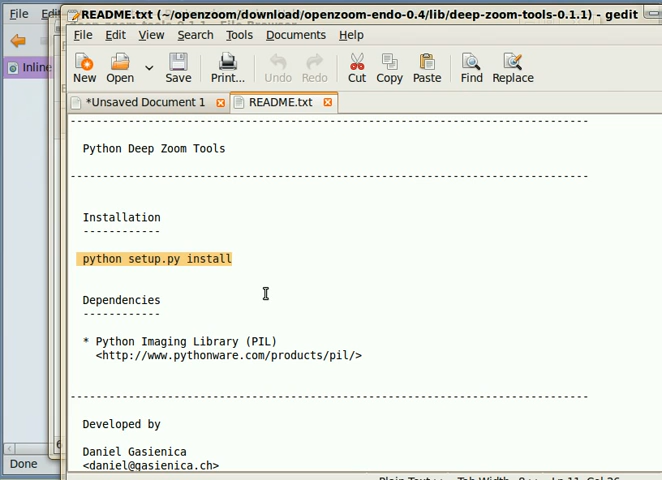 README.txt (~/openzoom/download/openzoom-endo-0.4/lib/deep-zoom-tools-0.1.1) - gedit
File
File Edit View Search Tools Documents Help
Inline
New Open Save Print... Undo Redo Cut Copy Paste Find Replace
*Unsaved Document 1 README.txt
--------------------------------------------------------------------------------
Python Deep Zoom Tools
--------------------------------------------------------------------------------
Installation
------------
python setup.py install
Dependencies
------------
* Python Imaging Library (PIL)
<http://www.pythonware.com/products/pil/>
--------------------------------------------------------------------------------
Developed by
Daniel Gasienica
<daniel@gasienica.ch>
Done